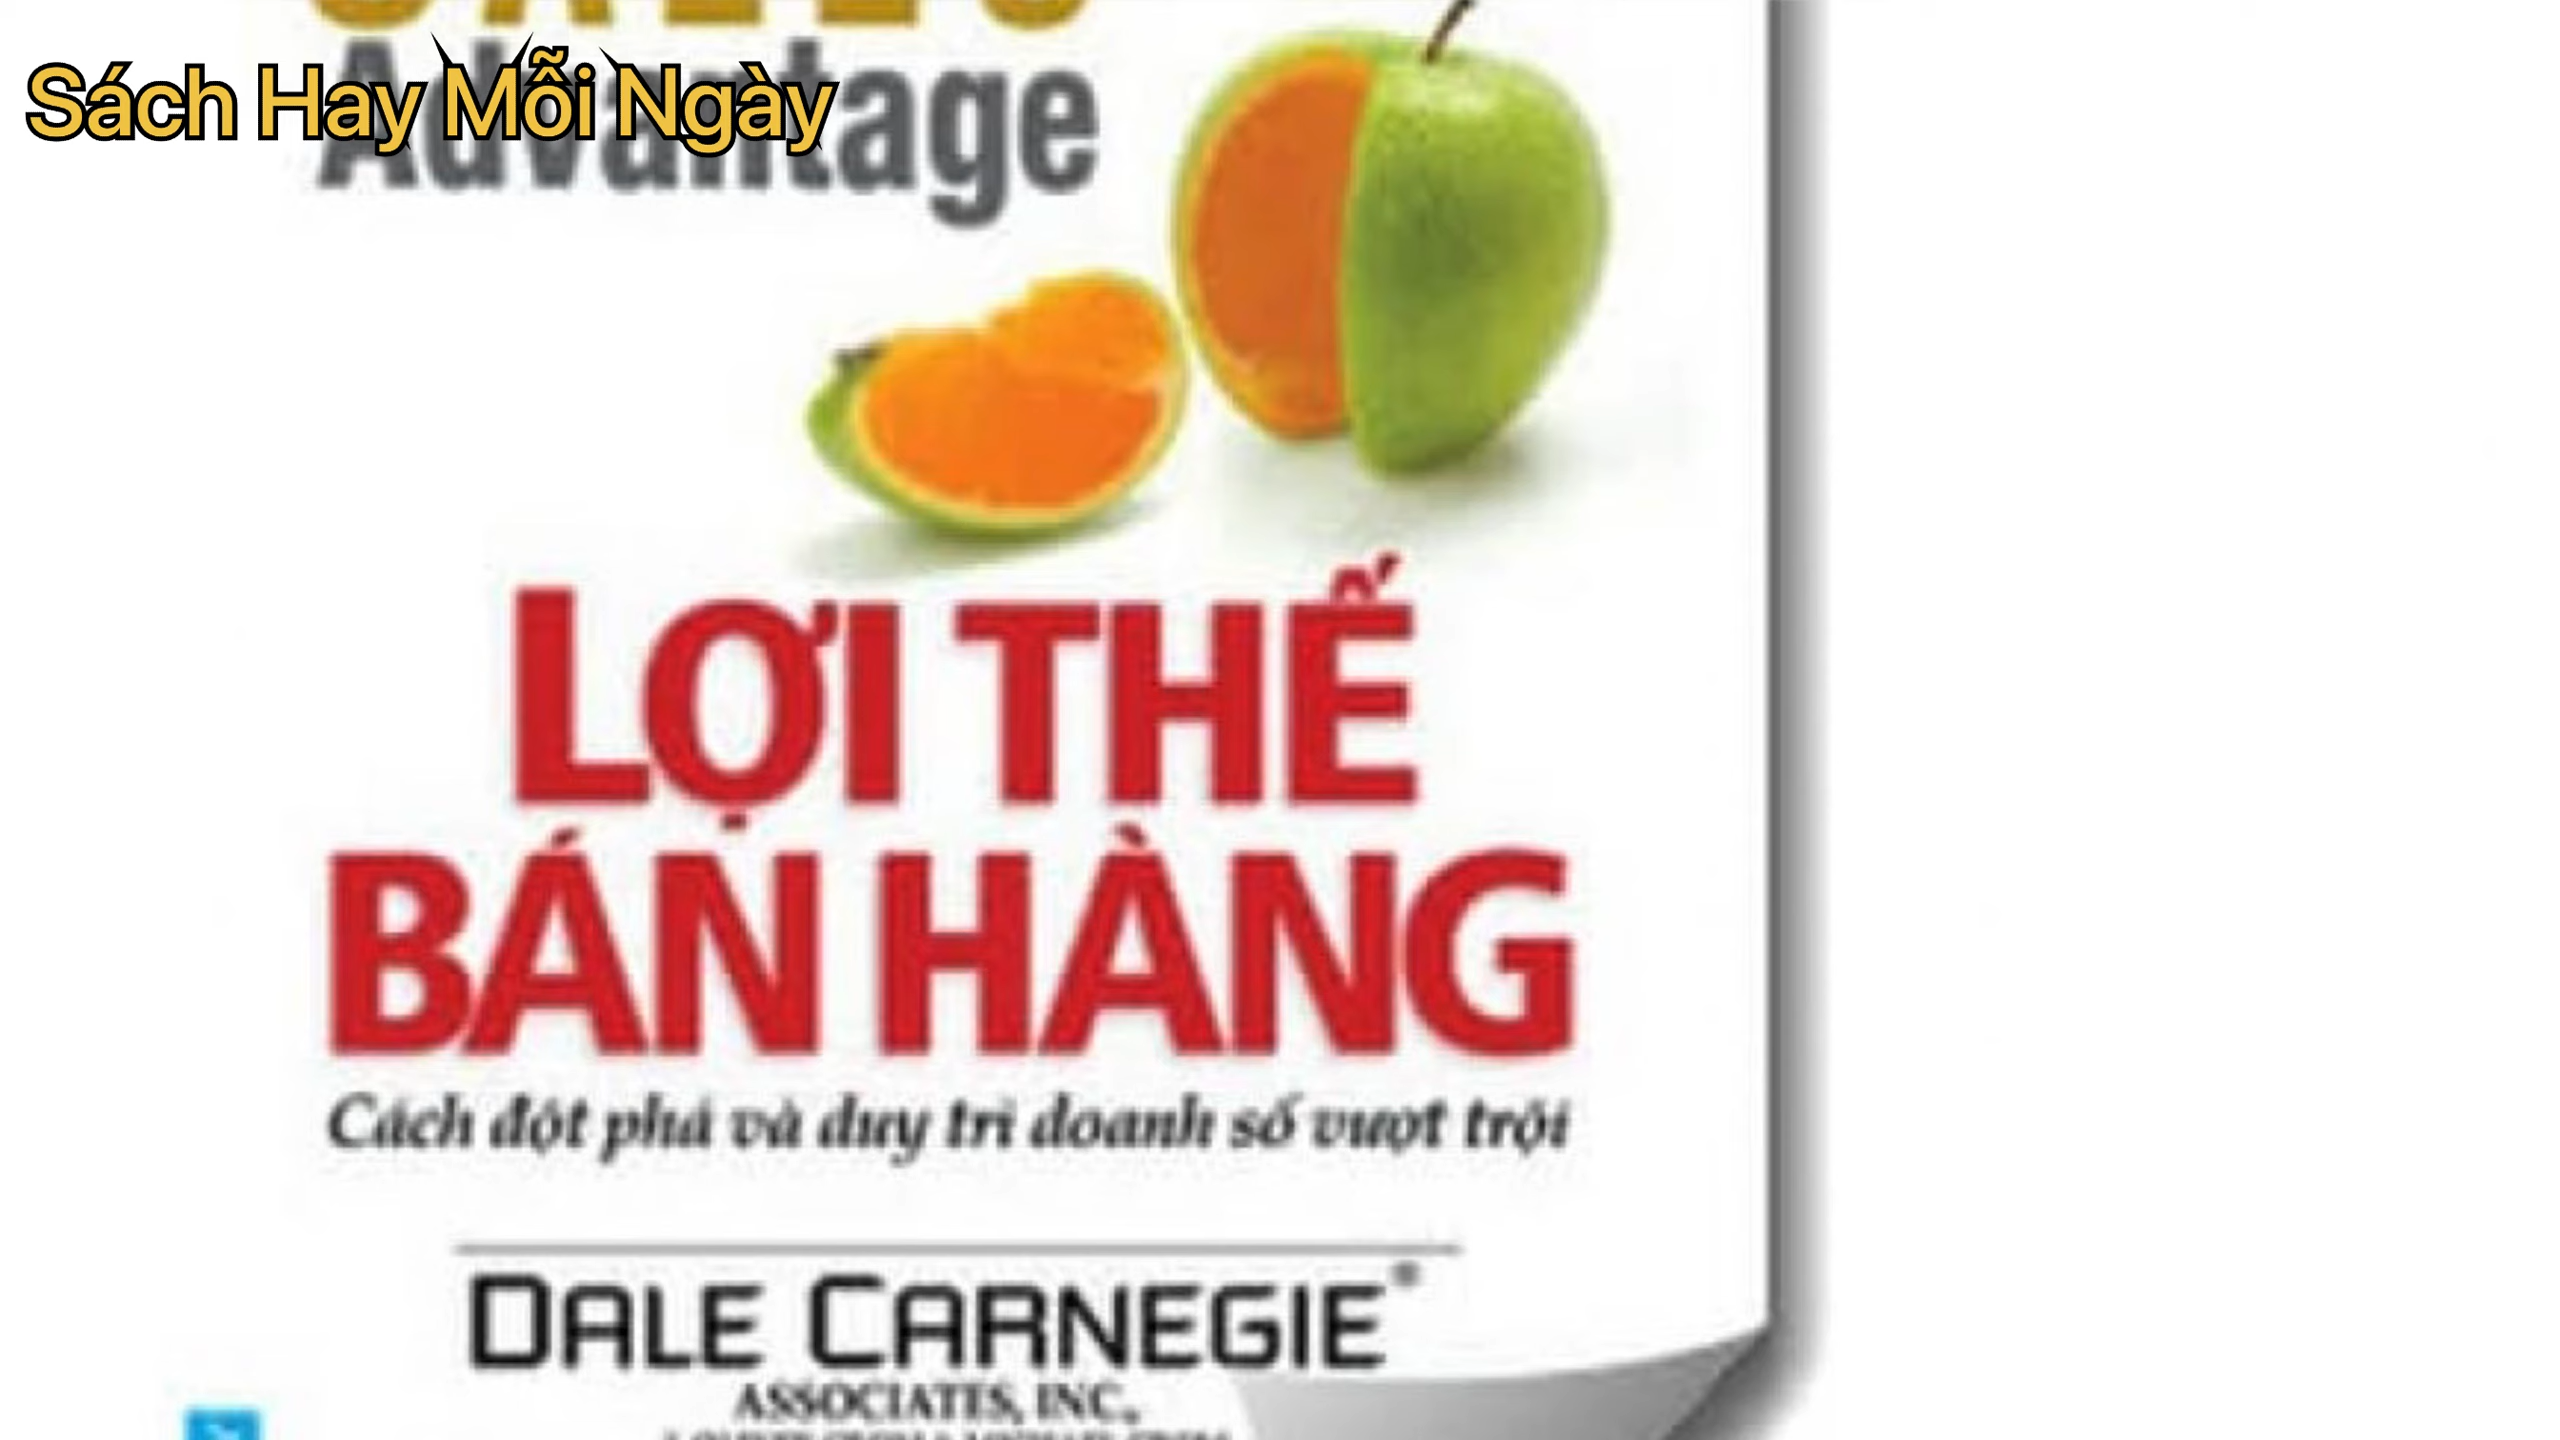 Sách Hay Mỗi Ngày
Advantage
LỢI THẾ
BÁN HÀNG
Cách đột phá và duy trì doanh số vượt trội
DALE CARNEGIE®
ASSOCIATES, INC.,